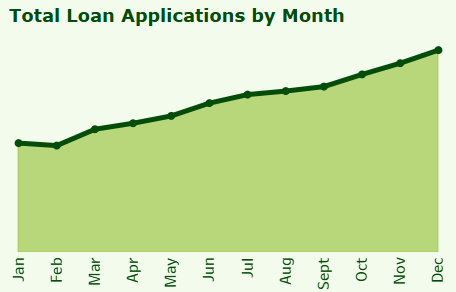 Total Loan Applications by Month
Jan
Feb
Mar
Apr
May
Jun
Jul
Aug
Sept
Oct
Nov
Dec